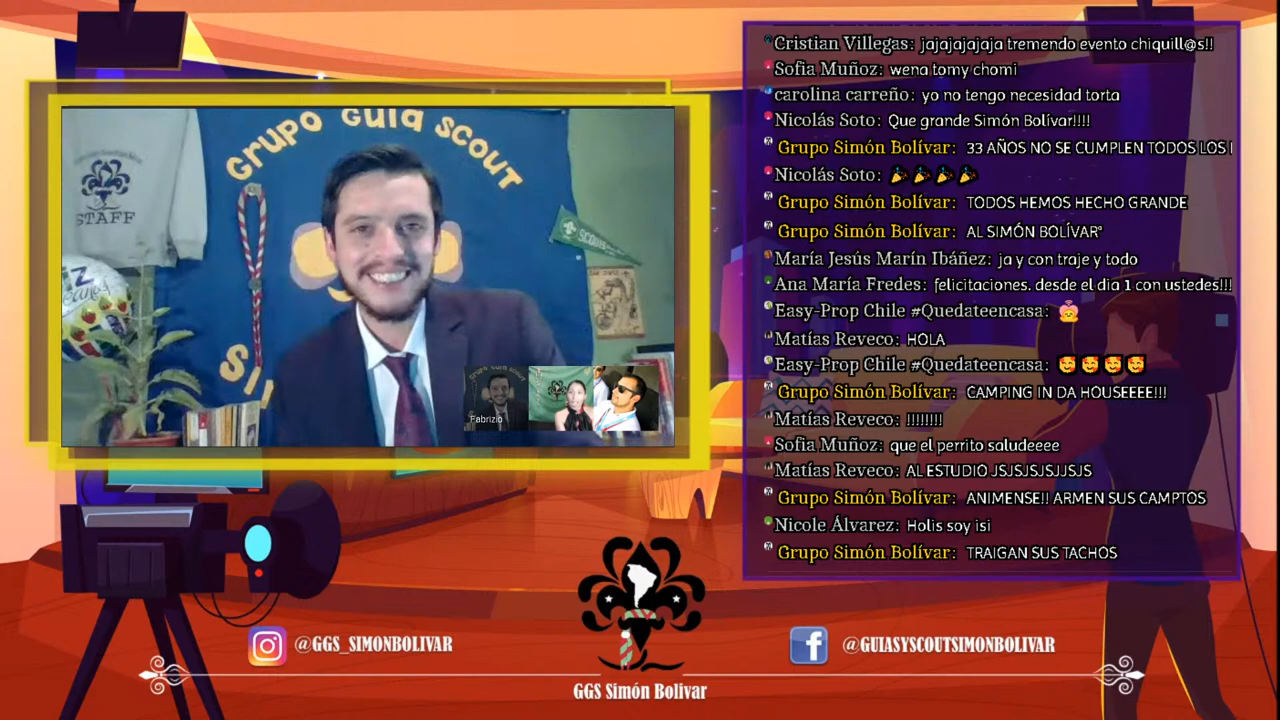 GRUPO GUIA SCOUT
STAFF
SCOUTS
SI
Fabrizio
Cristian Villegas: jajajajajaja tremendo evento chiquill@s!!
Sofia Muñoz: wena tomy chomi
carolina carreño: yo no tengo necesidad torta
Nicolás Soto: Que grande Simón Bolívar!!!!
Grupo Simón Bolívar: 33 AÑOS NO SE CUMPLEN TODOS LOS
Nicolás Soto: 🎉🎉🎉🎉
Grupo Simón Bolívar: TODOS HEMOS HECHO GRANDE
Grupo Simón Bolívar: AL SIMÓN BOLÍVAR"
María Jesús Marín Ibáñez: ja y con traje y todo
Ana María Fredes: felicitaciones. desde el dia 1 con ustedes!!!
Easy-Prop Chile #Quedateencasa:
Matías Reveco: HOLA
Easy-Prop Chile #Quedateencasa: 🥰🥰🥰🥰
Grupo Simón Bolívar: CAMPING IN DA HOUSEEEE!!!
Matías Reveco: !!!!!!!!
Sofia Muñoz: que el perrito saludeeee
Matías Reveco: AL ESTUDIO JSJSJSJSJJSJS
Grupo Simón Bolívar: ANIMENSE!! ARMEN SUS CAMPTOS
Nicole Álvarez: Holis soy isi
Grupo Simón Bolívar: TRAIGAN SUS TACHOS
@GGS_SIMONBOLIVAR
@GUIASYSCOUTSIMONBOLIVAR
GGS Simón Bolivar